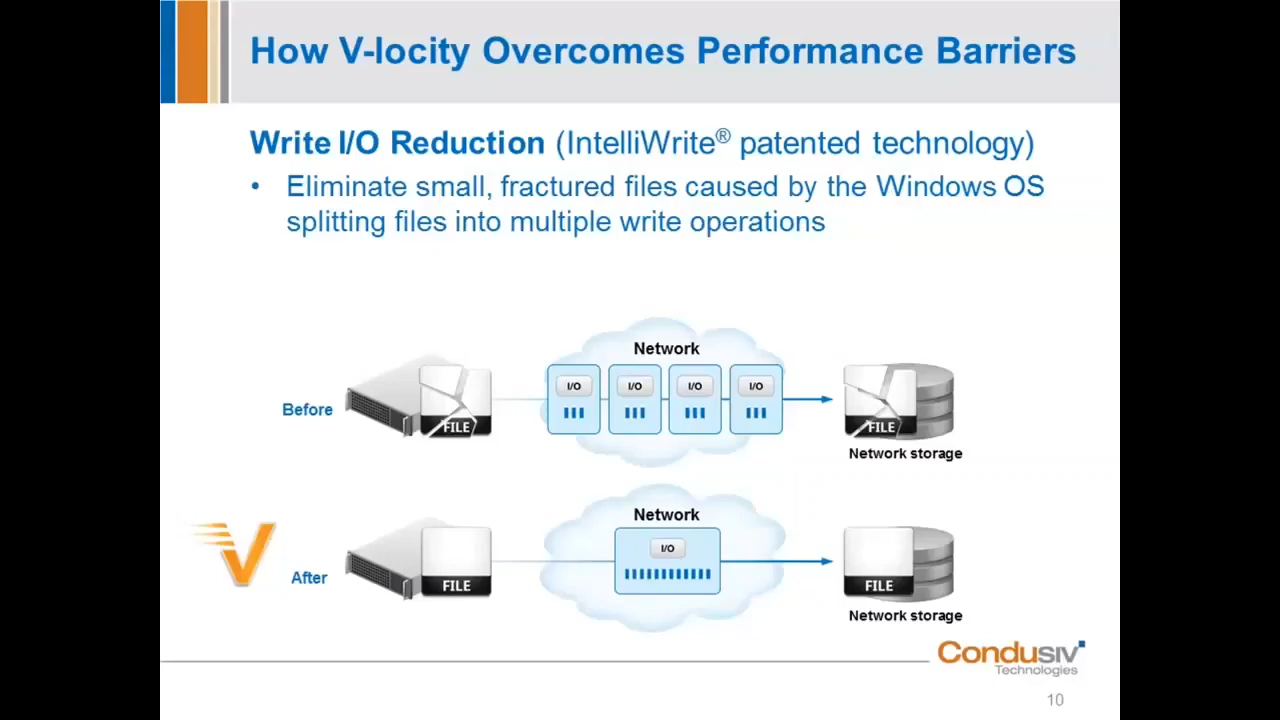 How V-locity Overcomes Performance Barriers
Write I/O Reduction (IntelliWrite® patented technology)
• Eliminate small, fractured files caused by the Windows OS
splitting files into multiple write operations
Network
I/O I/O I/O I/O
Before
FILE
FILE
Network storage
Network
I/O
After
FILE
FILE
Network storage
Condusiv
Technologies
10